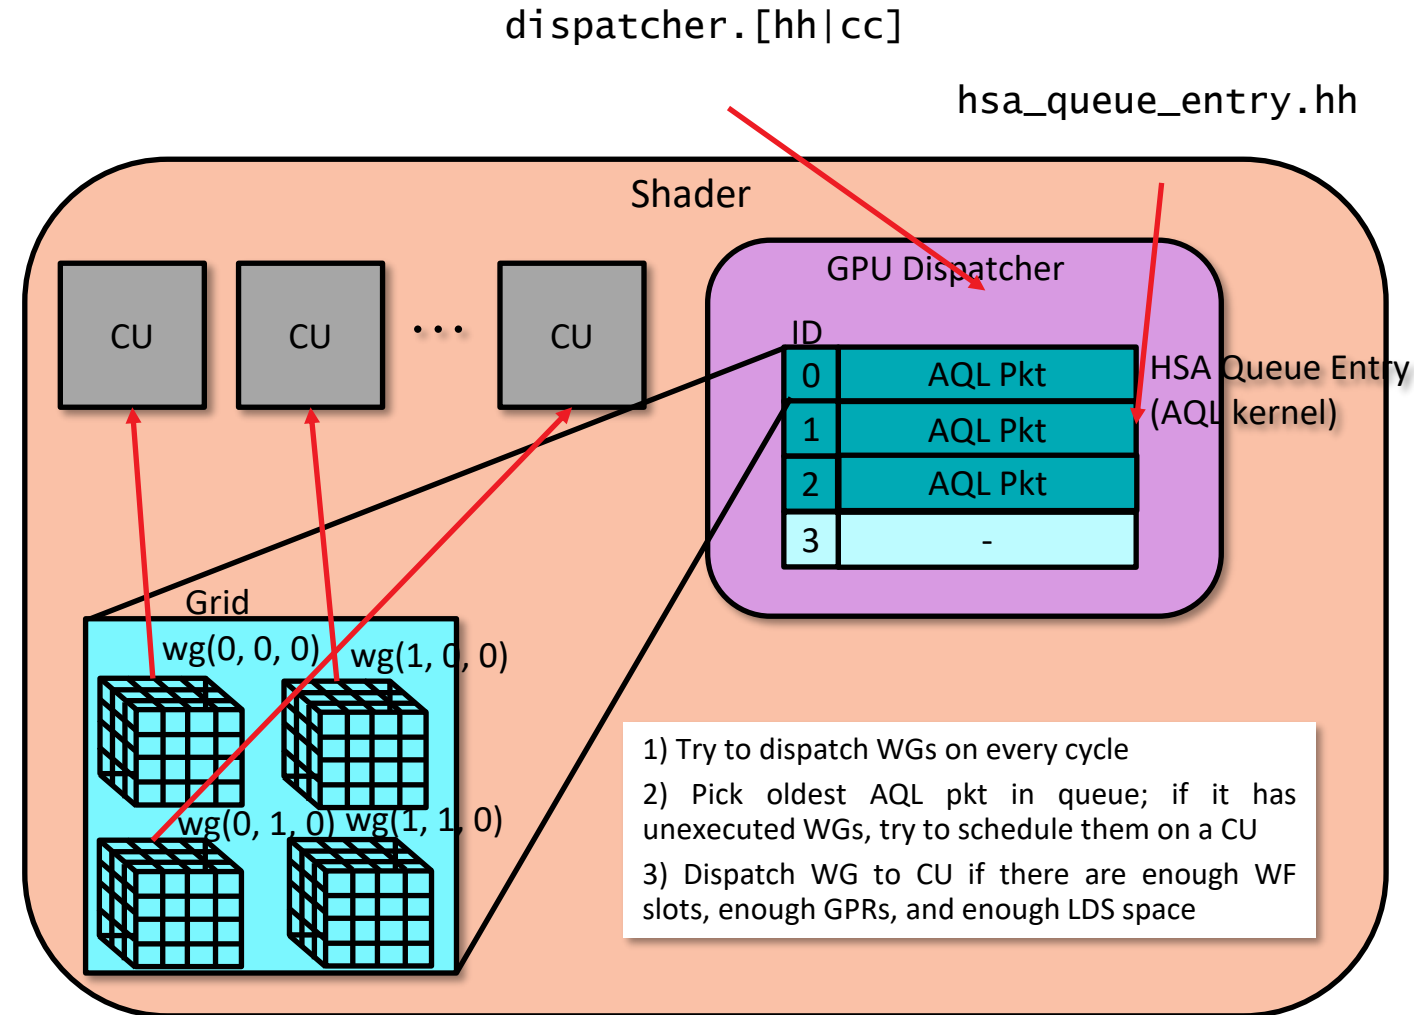 dispatcher.[hh|cc]
hsa_queue_entry.hh
Shader
GPU Dispatcher
CU
CU
...
CU
ID
0 AQL Pkt
1 AQL Pkt
2 AQL Pkt
3 -
HSA Queue Entry
(AQL kernel)
Grid
wg(0, 0, 0)
wg(1, 0, 0)
wg(0, 1, 0)
wg(1, 1, 0)
1) Try to dispatch WGs on every cycle
2) Pick oldest AQL pkt in queue; if it has
unexecuted WGs, try to schedule them on a CU
3) Dispatch WG to CU if there are enough WF
slots, enough GPRs, and enough LDS space